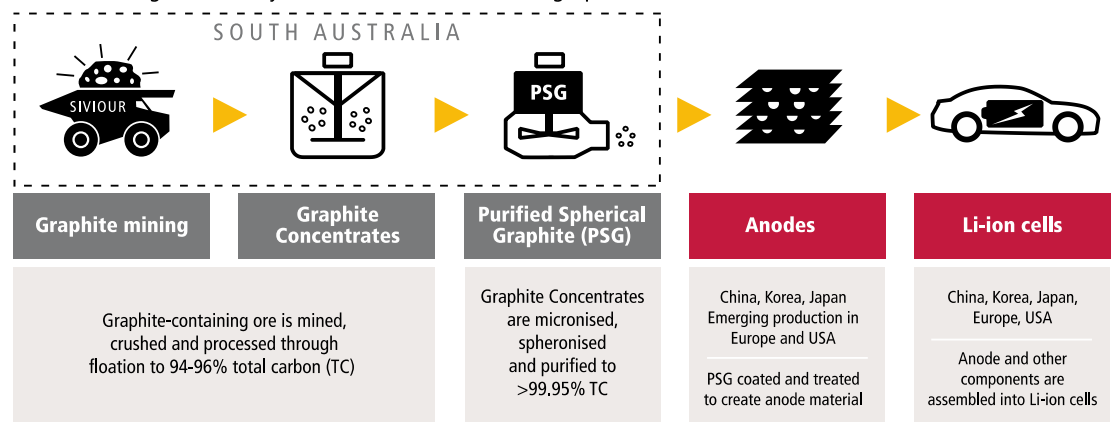 SOUTH AUSTRALIA
SIVIOUR
PSG
Graphite mining
Graphite
Concentrates
Purified Spherical
Graphite (PSG)
Anodes
Li-ion cells
Graphite-containing ore is mined,
crushed and processed through
floation to 94-96% total carbon (TC)
Graphite Concentrates
are micronised,
spheronised
and purified to
>99.95% TC
China, Korea, Japan
Emerging production in
Europe and USA
PSG coated and treated
to create anode material
China, Korea, Japan,
Europe, USA
Anode and other
components are
assembled into Li-ion cells